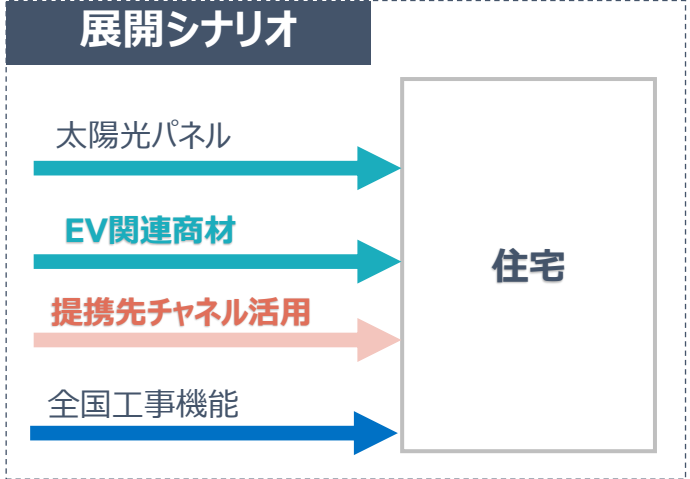 展開シナリオ
太陽光パネル
EV関連商材
提携先チャネル活用
全国工事機能
住宅